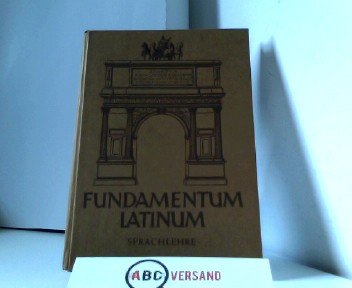 FUNDAMENTUM
LATINUM
SPRACHLEHRE
ABC VERSAND